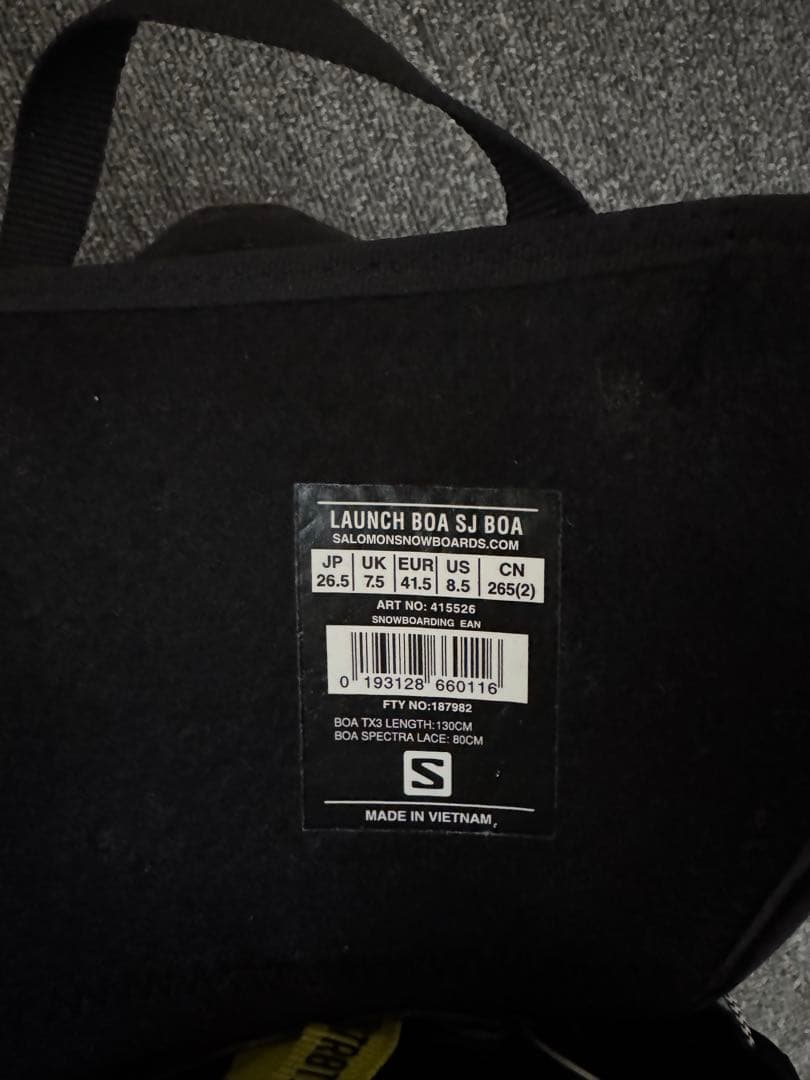 LAUNCH BOA SJ BOA
SALOMONSNOWBOARDS.COM
JP UK EUR US CN
26.5 7.5 41.5 8.5 265(2)
ART NO: 415526
SNOWBOARDING EAN
0 193128 660116
FTY NO:187982
BOA TX3 LENGTH:130CM
BOA SPECTRA LACE: 80CM
S
MADE IN VIETNAM